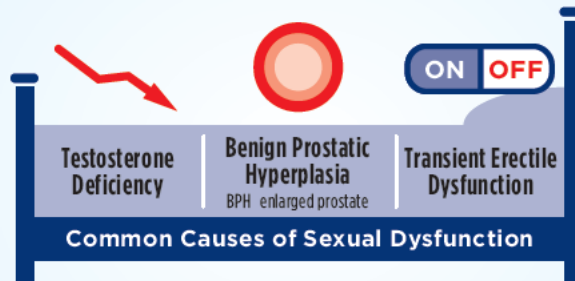 ON OFF
Testosterone
Deficiency
Benign Prostatic
Hyperplasia
BPH enlarged prostate
Transient Erectile
Dysfunction
Common Causes of Sexual Dysfunction